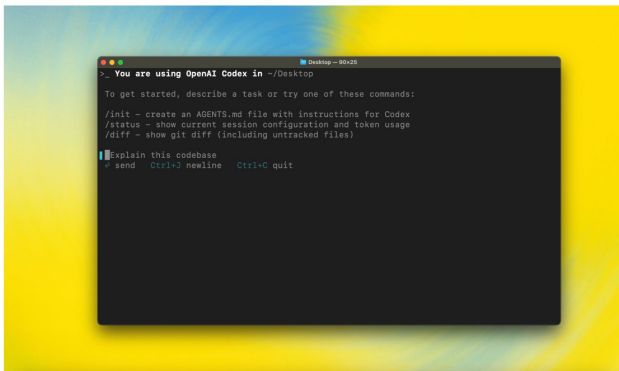 Desktop — 90×25
>_ You are using OpenAI Codex in ~/Desktop
To get started, describe a task or try one of these commands:
/init – create an AGENTS.md file with instructions for Codex
/status – show current session configuration and token usage
/diff – show git diff (including untracked files)
Explain this codebase
⏎ send   Ctrl+J newline   Ctrl+C quit